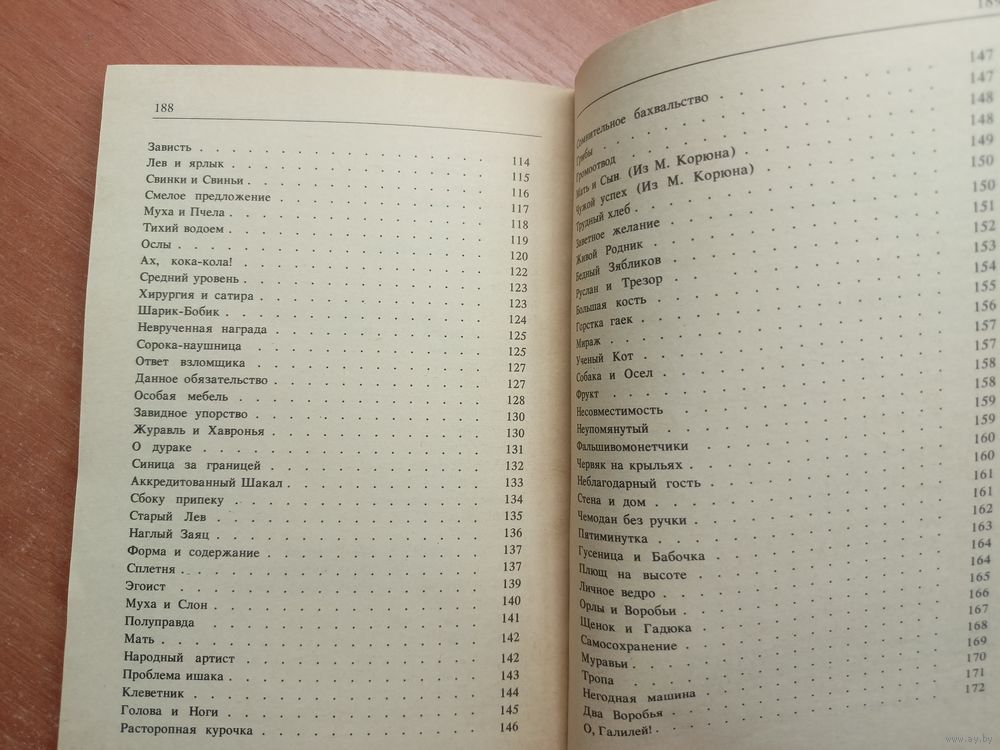 188
Зависть . . . 114
Лев и ярлык . . . 115
Свинки и Свиньи . . . 116
Смелое предложение . . . 117
Муха и Пчела . . . 118
Тихий водоем . . . 119
Ослы . . . 120
Ах, кока-кола! . . . 122
Средний уровень . . . 123
Хирургия и сатира . . . 123
Шарик-Бобик . . . 124
Неврученная награда . . . 125
Сорока-наушница . . . 125
Ответ взломщика . . . 127
Данное обязательство . . . 127
Особая мебель . . . 128
Завидное упорство . . . 130
Журавль и Хавронья . . . 130
О дураке . . . 131
Синица за границей . . . 132
Аккредитованный Шакал . . . 133
Сбоку припеку . . . 134
Старый Лев . . . 135
Наглый Заяц . . . 136
Форма и содержание . . . 137
Сплетня . . . 137
Эгоист . . . 139
Муха и Слон . . . 140
Полуправда . . . 141
Мать . . . 142
Народный артист . . . 142
Проблема ишака . . . 143
Клеветник . . . 144
Голова и Ноги . . . 145
Расторопная курочка . . . 146
189
Сомнительное бахвальство . . . 147
Грибы . . . 147
Громоотвод . . . 148
Мать и Сын (Из М. Корюна) . . . 148
Чужой успех (Из М. Корюна) . . . 149
Трудный хлеб . . . 150
Заветное желание . . . 150
Живой Родник . . . 151
Бедный Зябликов . . . 152
Руслан и Трезор . . . 153
Большая кость . . . 154
Горстка гаек . . . 155
Мираж . . . 156
Ученый Кот . . . 157
Собака и Осел . . . 157
Фрукт . . . 158
Несовместимость . . . 158
Неупомянутый . . . 159
Фальшивомонетчики . . . 159
Червяк на крыльях . . . 160
Неблагодарный гость . . . 160
Стена и дом . . . 161
Чемодан без ручки . . . 161
Пятиминутка . . . 162
Гусеница и Бабочка . . . 163
Плющ на высоте . . . 164
Личное ведро . . . 164
Орлы и Воробьи . . . 165
Щенок и Гадюка . . . 166
Самосохранение . . . 167
Муравьи . . . 168
Тропа . . . 169
Негодная машина . . . 170
Два Воробья . . . 171
О, Галилей! . . . 172
www.ay.by